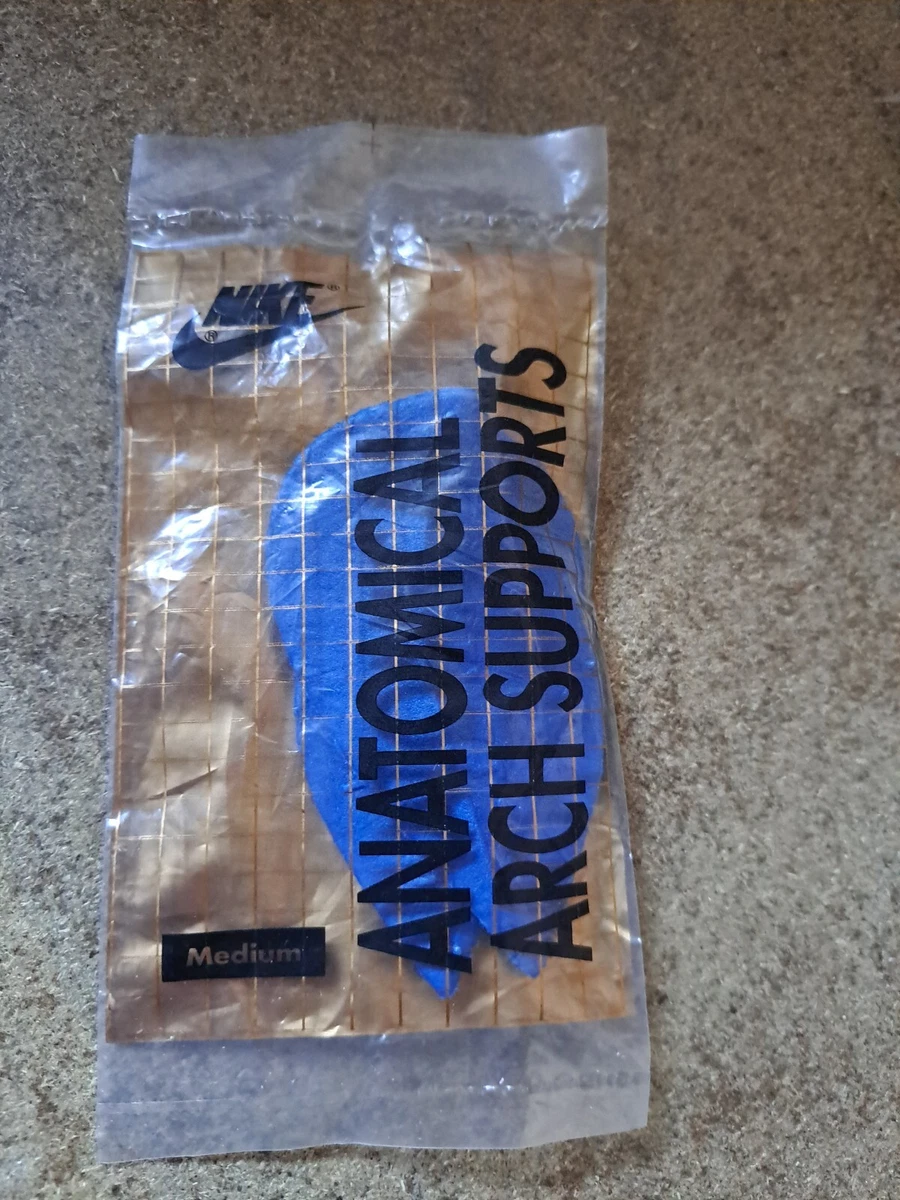 NIKE®
®
ANATOMICAL
ARCH SUPPORTS
Medium